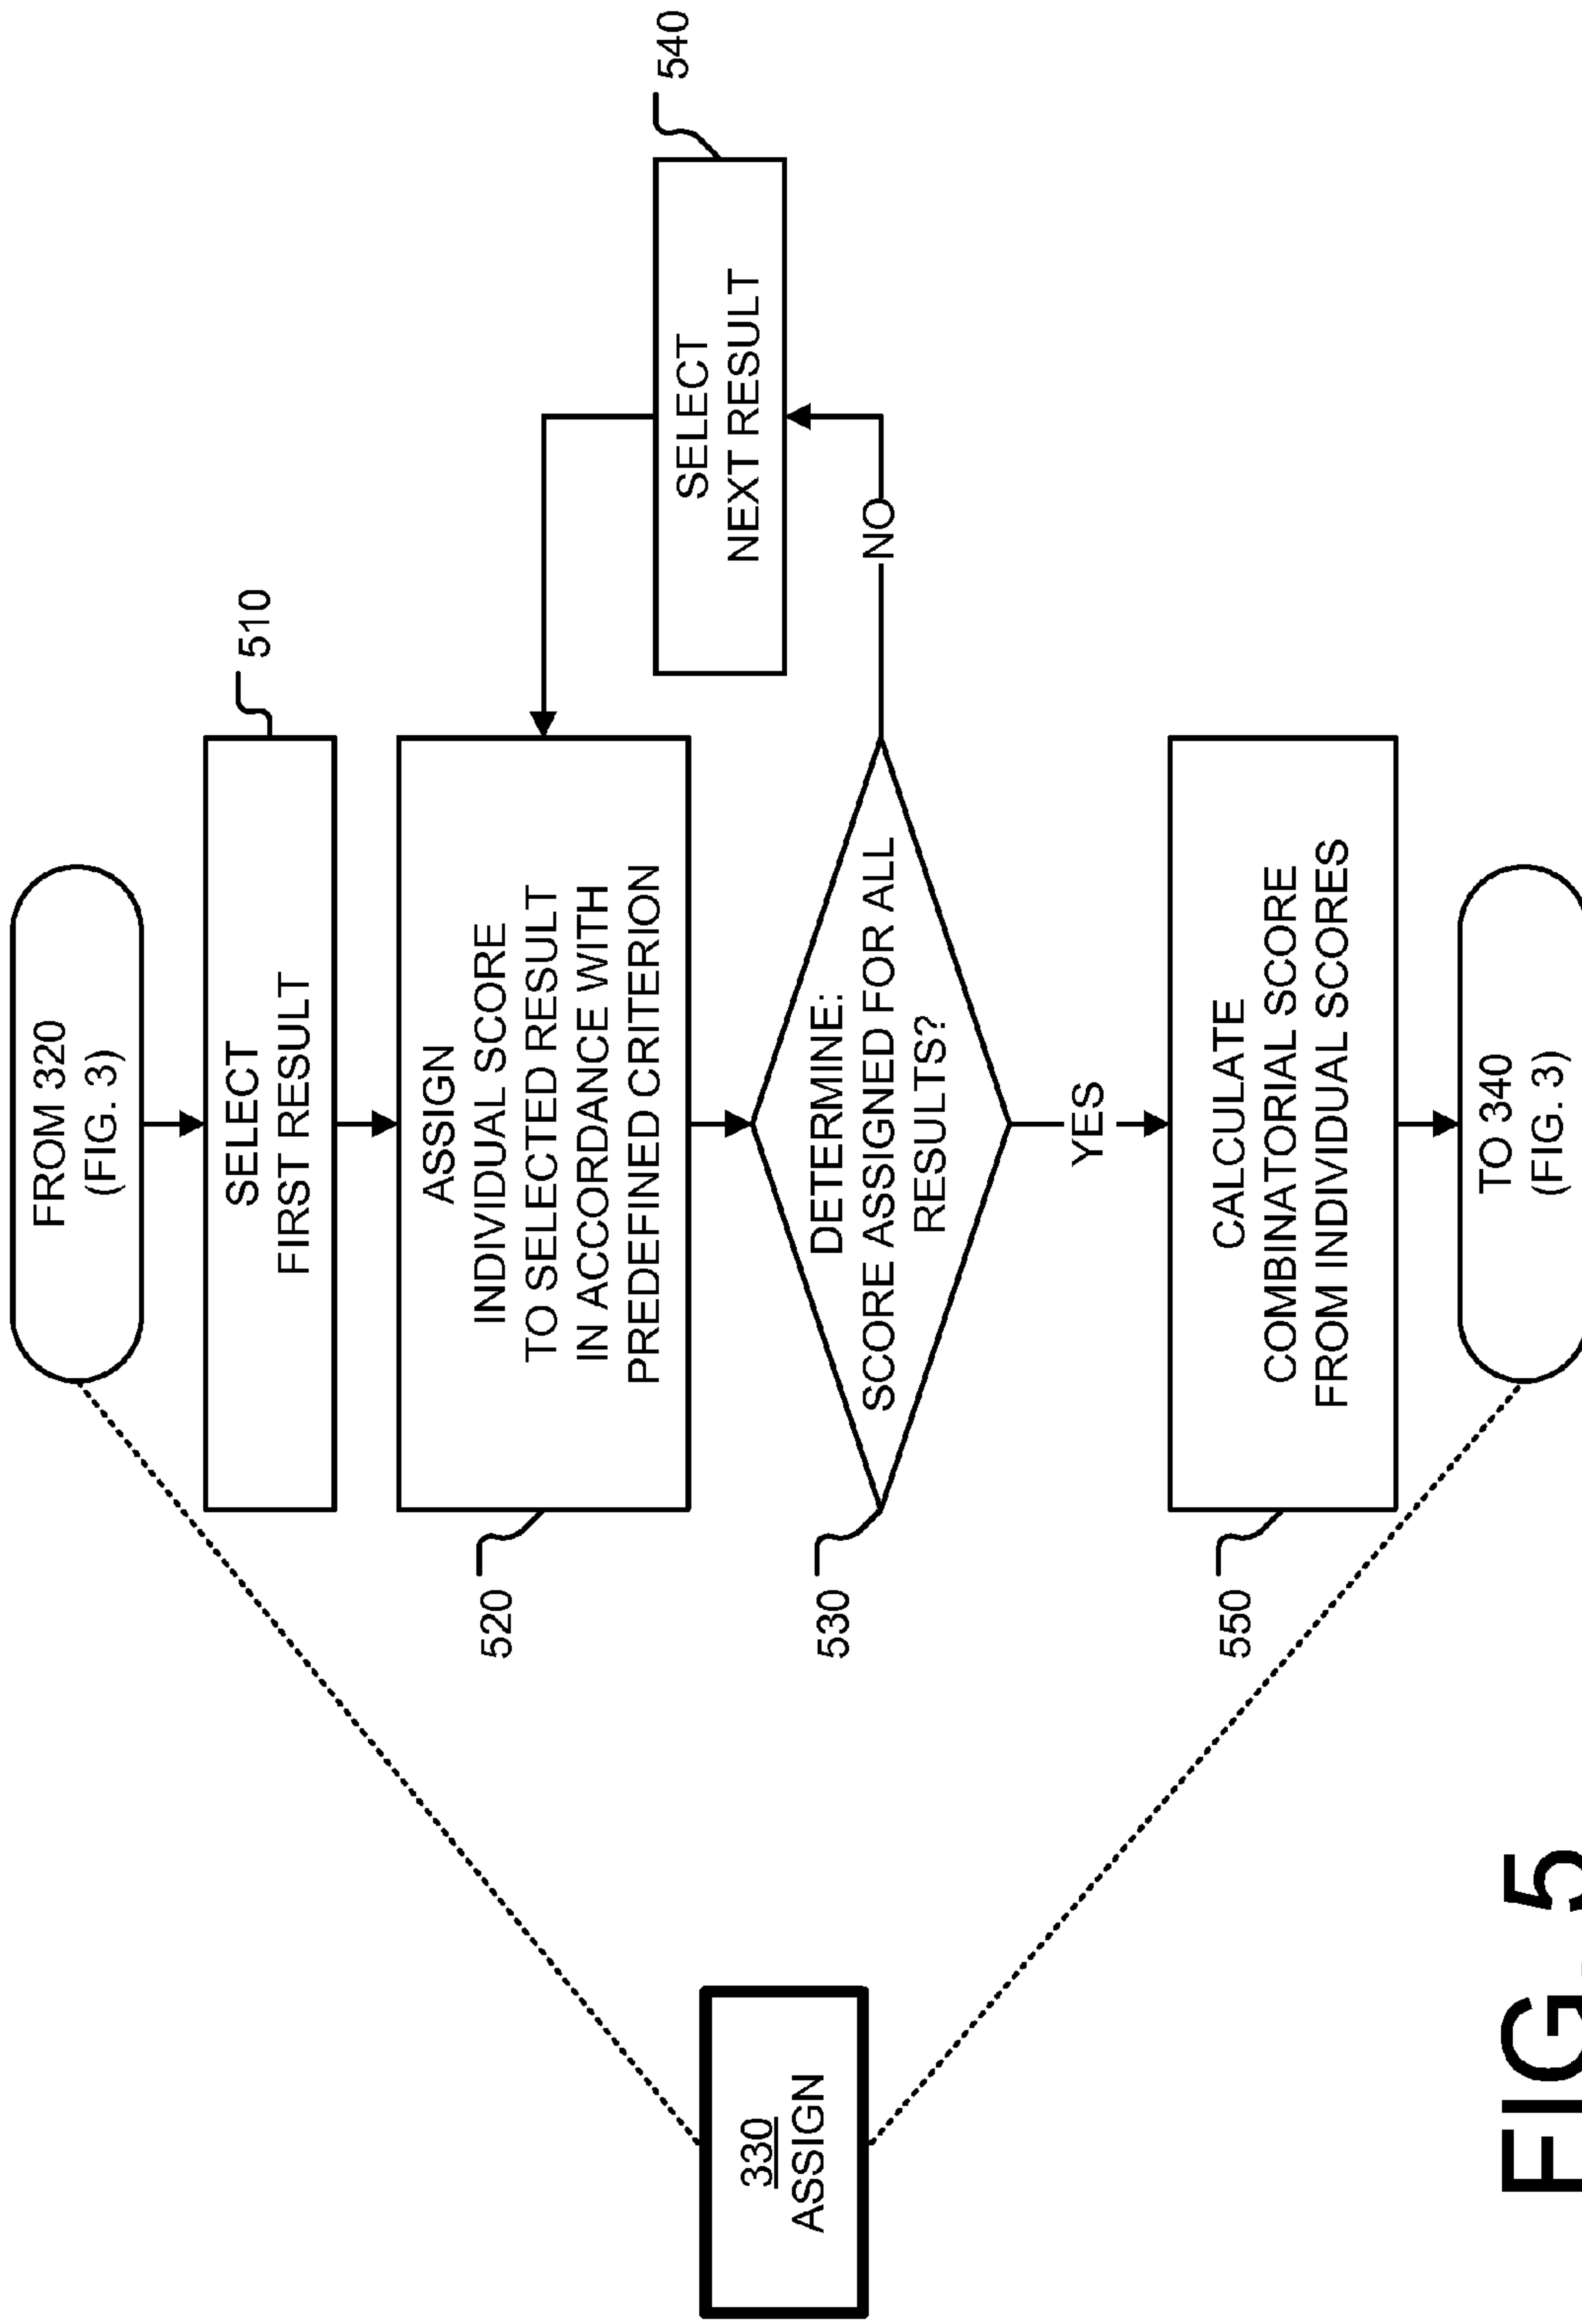 FROM 320
(FIG. 3)
SELECT
FIRST RESULT
510
ASSIGN
INDIVIDUAL SCORE
TO SELECTED RESULT
IN ACCORDANCE WITH
PREDEFINED CRITERION
520
SELECT
NEXT RESULT
540
DETERMINE:
SCORE ASSIGNED FOR ALL
RESULTS?
530
NO
YES
CALCULATE
COMBINATORIAL SCORE
FROM INDIVIDUAL SCORES
550
TO 340
(FIG. 3)
330
ASSIGN
FIG. 5